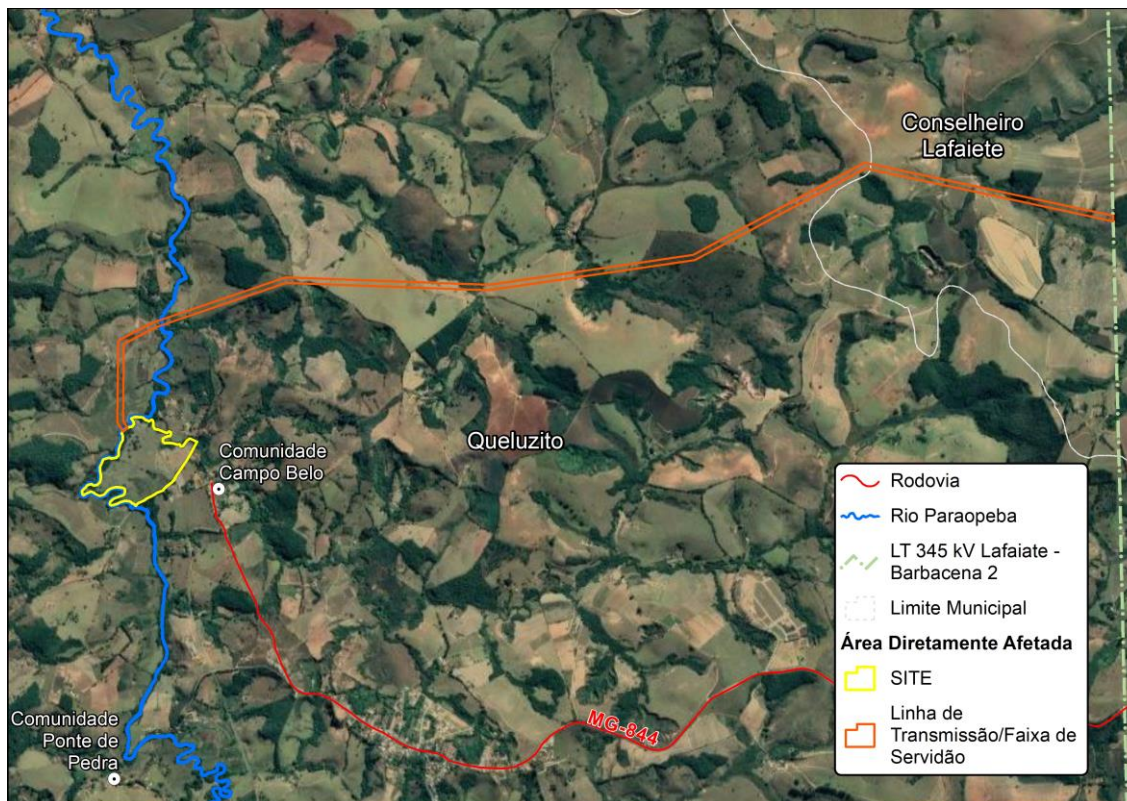 Conselheiro
Lafaiete
Queluzito
Comunidade
Campo Belo
Comunidade
Ponte de
Pedra
MG-844
Rodovia
Rio Paraopeba
LT 345 kV Lafaiate -
Barbacena 2
Limite Municipal
Área Diretamente Afetada
SITE
Linha de
Transmissão/Faixa de
Servidão